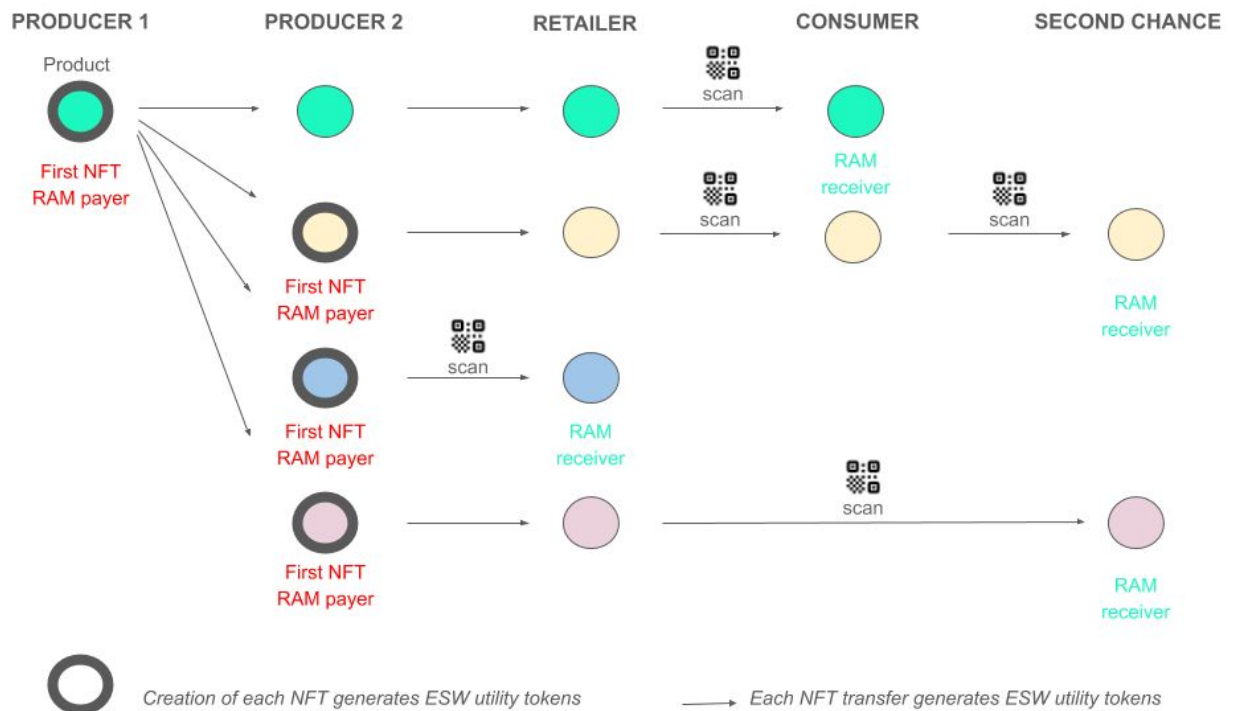 PRODUCER 1 PRODUCER 2 RETAILER CONSUMER SECOND CHANCE
Product
scan
First NFT
RAM payer
RAM
receiver
scan
scan
First NFT
RAM payer
RAM
receiver
scan
First NFT
RAM payer
RAM
receiver
scan
First NFT
RAM payer
RAM
receiver
Creation of each NFT generates ESW utility tokens
Each NFT transfer generates ESW utility tokens